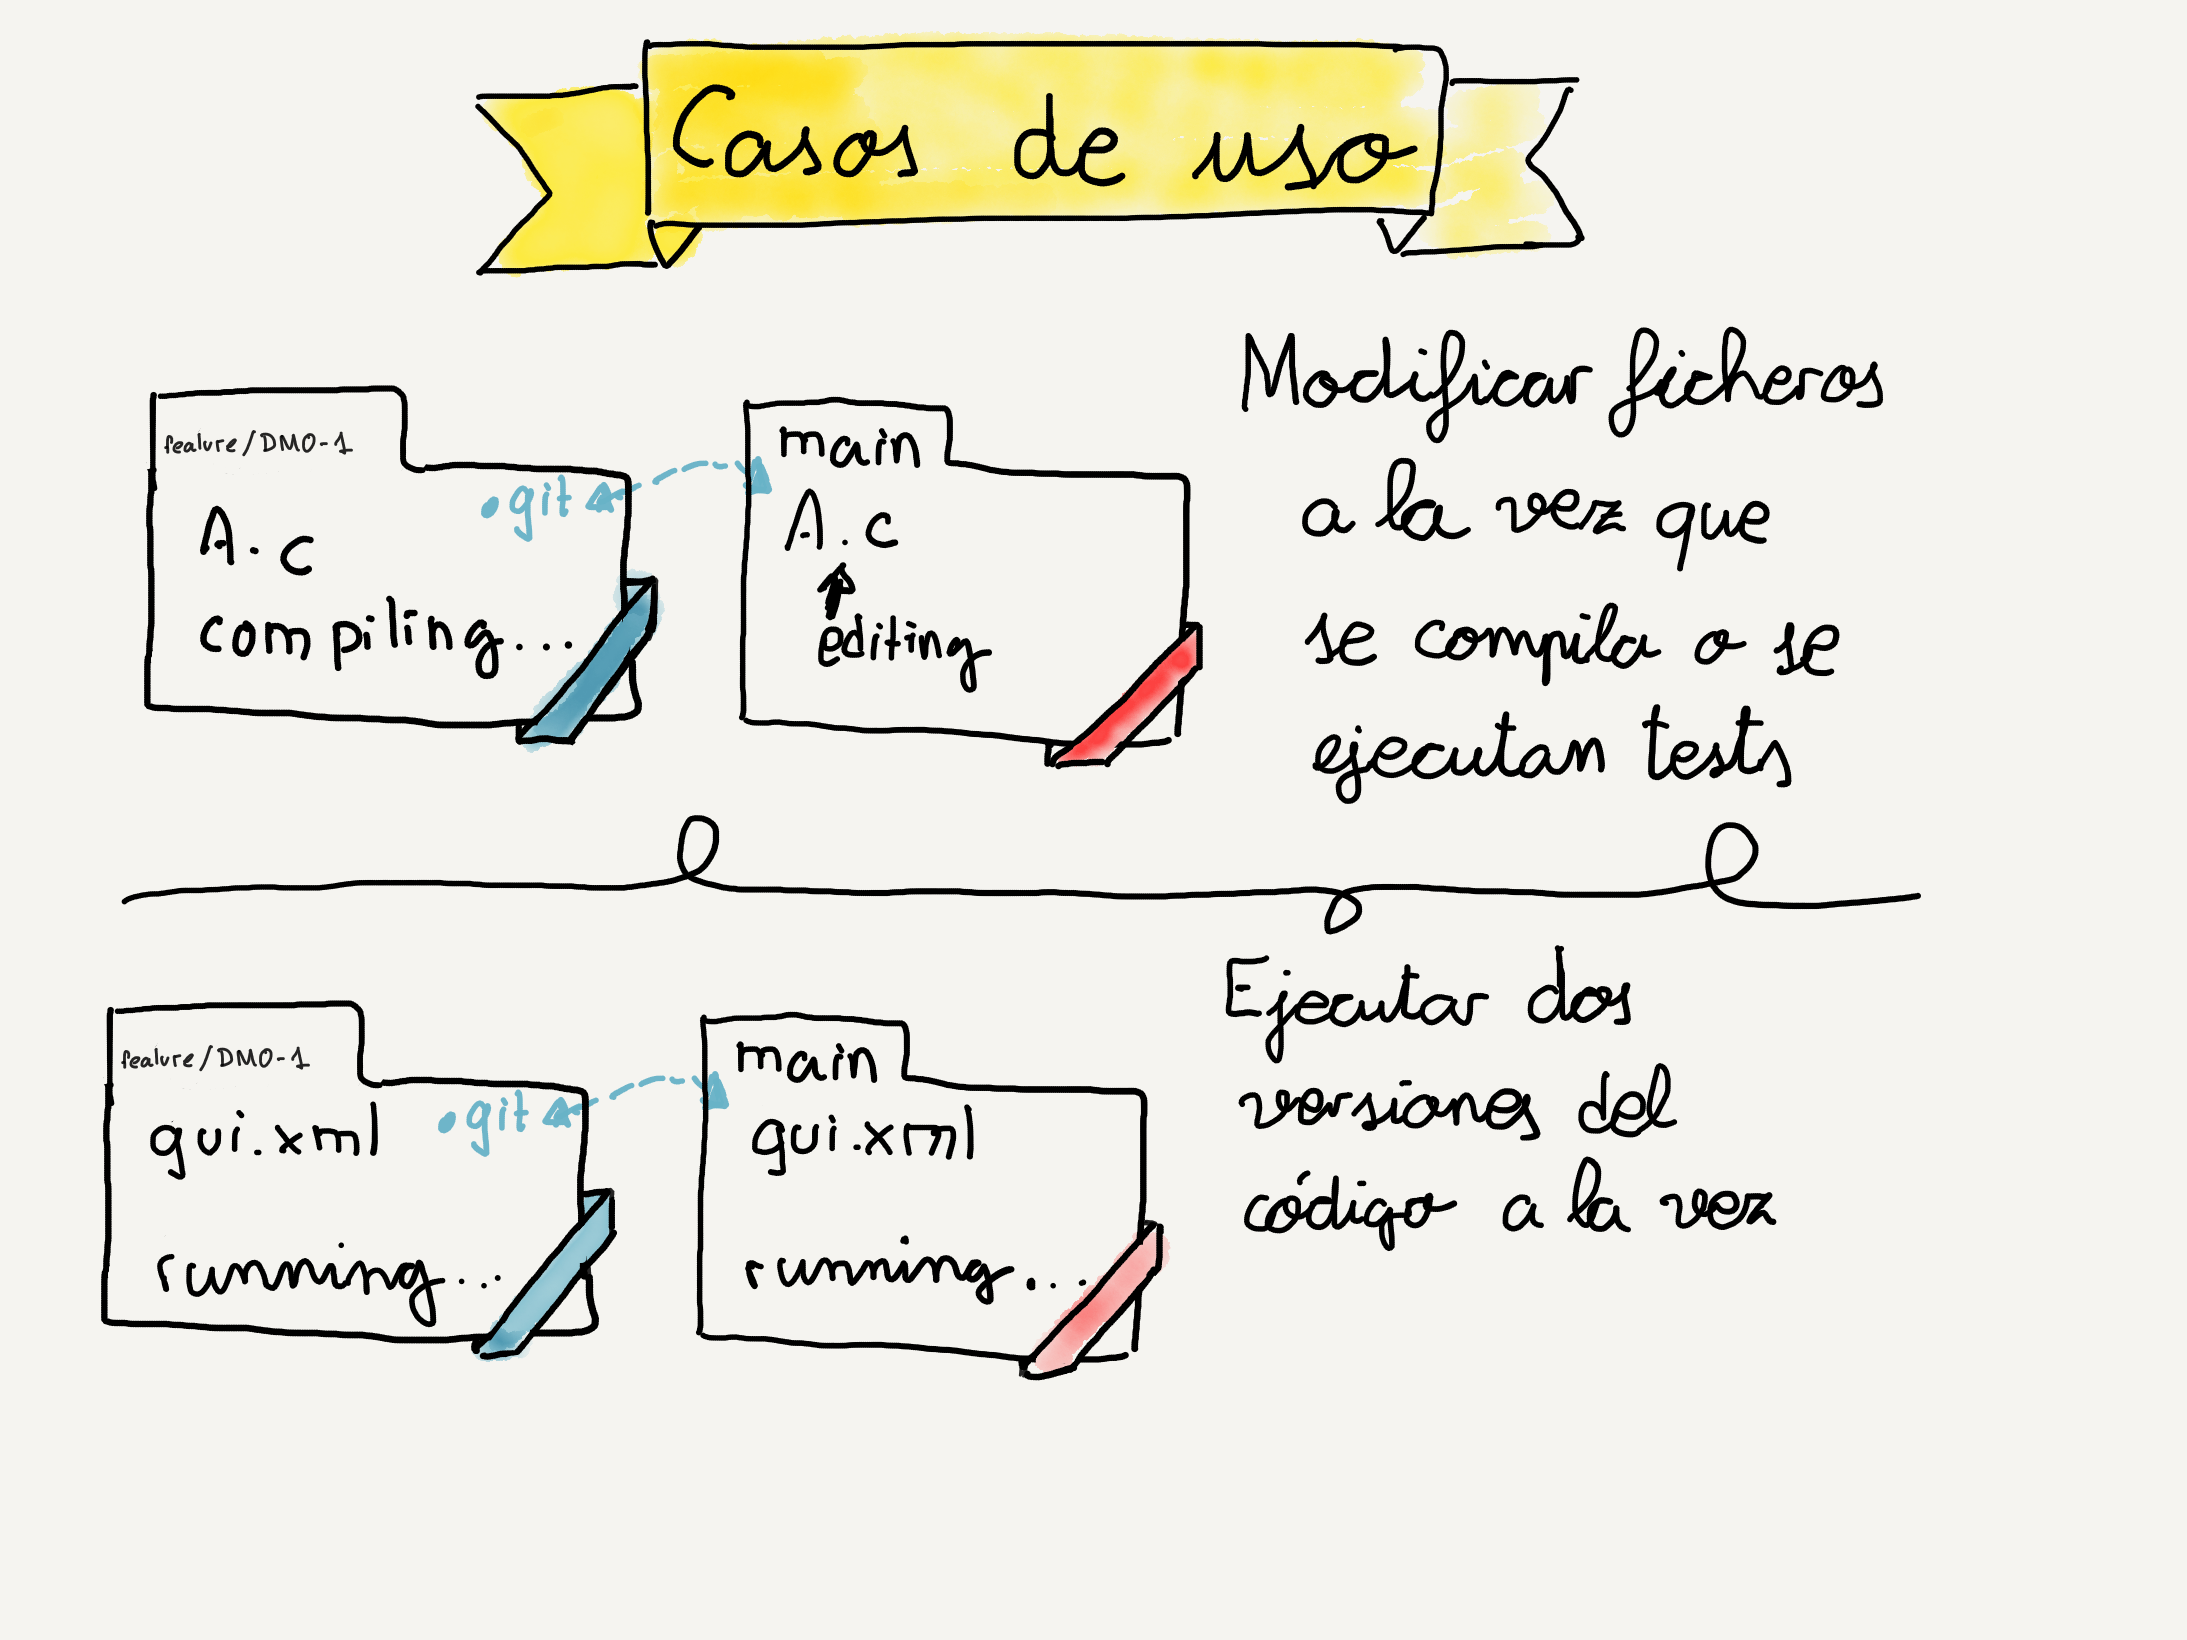 Casos de uso
feature/DMO-1
.git
A.c
compiling...
main
A.c
editing
Modificar ficheros
a la vez que
se compila o se
ejecutan tests
feature/DMO-1
.git
gui.xml
running...
main
gui.xml
running...
Ejecutar dos
versiones del
código a la vez